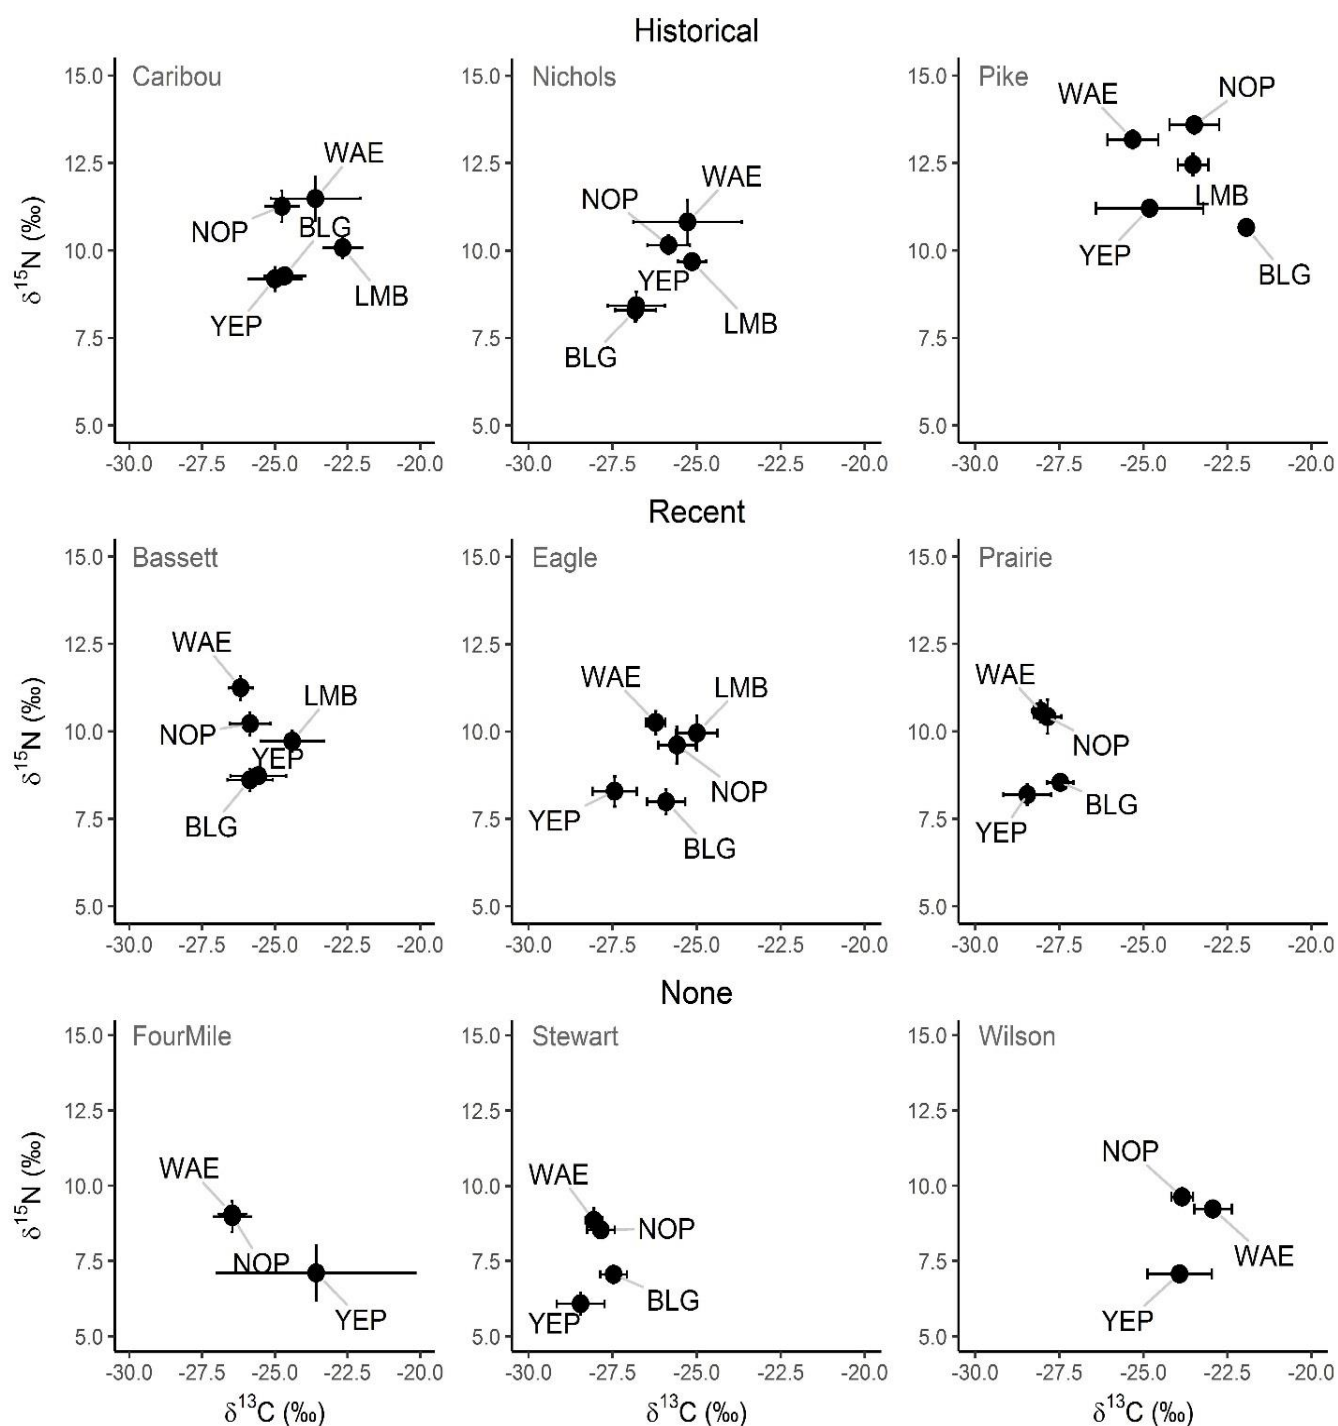 Historical
Caribou
Nichols
Pike
15.0
12.5
10.0
7.5
5.0
δ15N (‰)
WAE
NOP
BLG
LMB
YEP
-30.0 -27.5 -25.0 -22.5 -20.0
15.0
12.5
10.0
7.5
5.0
WAE
NOP
YEP
LMB
BLG
-30.0 -27.5 -25.0 -22.5 -20.0
15.0
12.5
10.0
7.5
5.0
WAE
NOP
LMB
YEP
BLG
-30.0 -27.5 -25.0 -22.5 -20.0
Recent
Bassett
Eagle
Prairie
15.0
12.5
10.0
7.5
5.0
δ15N (‰)
WAE
LMB
NOP
YEP
BLG
-30.0 -27.5 -25.0 -22.5 -20.0
15.0
12.5
10.0
7.5
5.0
WAE
LMB
NOP
YEP
BLG
-30.0 -27.5 -25.0 -22.5 -20.0
15.0
12.5
10.0
7.5
5.0
WAE
NOP
BLG
YEP
-30.0 -27.5 -25.0 -22.5 -20.0
None
FourMile
Stewart
Wilson
15.0
12.5
10.0
7.5
5.0
δ15N (‰)
WAE
NOP
YEP
-30.0 -27.5 -25.0 -22.5 -20.0
δ13C (‰)
15.0
12.5
10.0
7.5
5.0
WAE
NOP
BLG
YEP
-30.0 -27.5 -25.0 -22.5 -20.0
δ13C (‰)
15.0
12.5
10.0
7.5
5.0
NOP
WAE
YEP
-30.0 -27.5 -25.0 -22.5 -20.0
δ13C (‰)